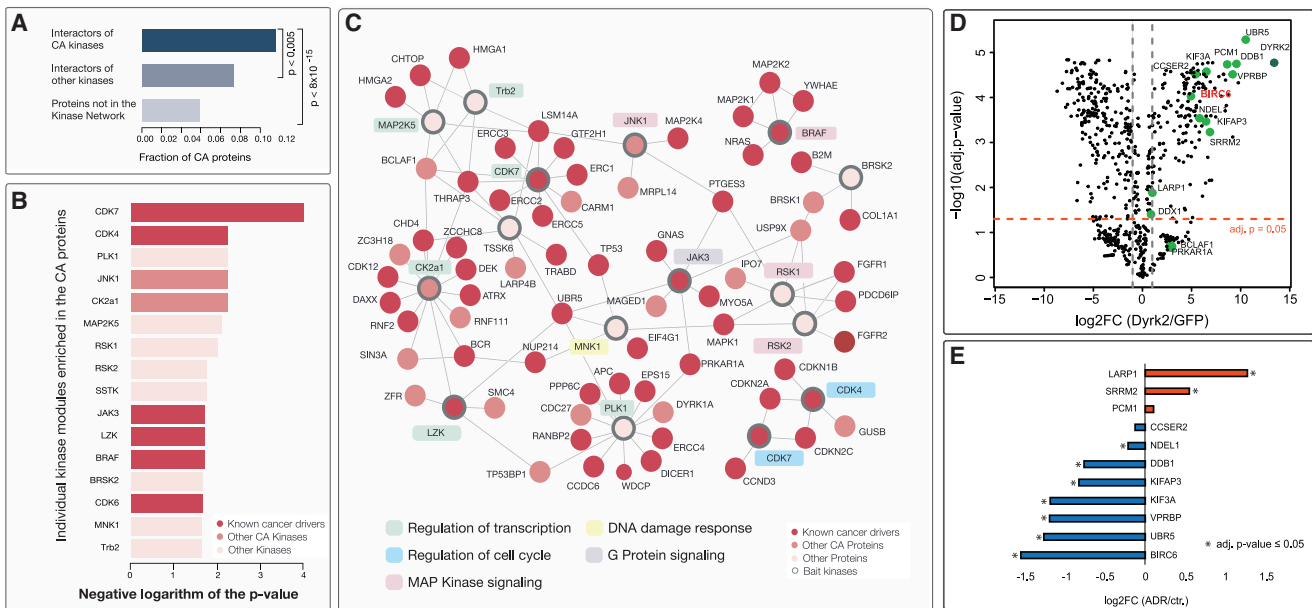 A
Interactors of
CA kinases
Interactors of
other kinases
Proteins not in the
Kinase Network
0.00 0.02 0.04 0.06 0.08 0.10 0.12
Fraction of CA proteins
p < 0.005
p < 8x10 -15
B
Individual kinase modules enriched in the CA proteins
CDK7
CDK4
PLK1
JNK1
CK2a1
MAP2K5
RSK1
RSK2
SSTK
JAK3
LZK
BRAF
BRSK2
CDK6
MNK1
Trb2
Known cancer drivers
Other CA Kinases
Other Kinases
0 1 2 3 4
Negative logarithm of the p-value
C
HMGA1
CHTOP
HMGA2
Trb2
MAP2K5
LSM14A
ERCC3
GTF2H1
BCLAF1
CDK7
ERC1
THRAP3
ERCC2
CARM1
ERCC5
JNK1
MAP2K4
MRPL14
MAP2K2
YWHAE
MAP2K1
NRAS
BRAF
B2M
BRSK2
PTGES3
BRSK1
COL1A1
USP9X
CHD4
ZC3H18
ZCCHC8
CK2a1
CDK12
DEK
DAXX
ATRX
RNF2
RNF111
SIN3A
BCR
TSSK6
LARP4B
TRABD
TP53
UBR5
GNAS
JAK3
MAGED1
MYO5A
IPO7
RSK1
FGFR1
PDCD6IP
FGFR2
RSK2
MAPK1
NUP214
MNK1
EIF4G1
PRKAR1A
ZFR
SMC4
LZK
TP53BP1
PPP6C
APC
EPS15
CDC27
PLK1
DYRK1A
RANBP2
ERCC4
CCDC6
WDCP
DICER1
CDKN1B
CDKN2A
CDK4
GUSB
CDK7
CDKN2C
CCND3
Regulation of transcription
Regulation of cell cycle
MAP Kinase signaling
DNA damage response
G Protein signaling
Known cancer drivers
Other CA Proteins
Other Proteins
Bait kinases
D
−log10(adj.p−value)
5
4
3
2
1
0
UBR5
DYRK2
PCM1
DDB1
KIF3A
CCSER2
VPRBP
BIRC6
NDEL1
KIFAP3
SRRM2
LARP1
DDX1
adj. p = 0.05
BCLAF1
PRKAR1A
−15 −10 −5 0 5 10 15
log2FC (Dyrk2/GFP)
E
LARP1 *
SRRM2 *
PCM1
CCSER2
* NDEL1
* DDB1
* KIFAP3
* KIF3A
* VPRBP
* UBR5
* BIRC6
* adj. p-value ≤ 0.05
-1.5 -1 -0.5 0 0.5 1 1.5
log2FC (ADR/ctr.)